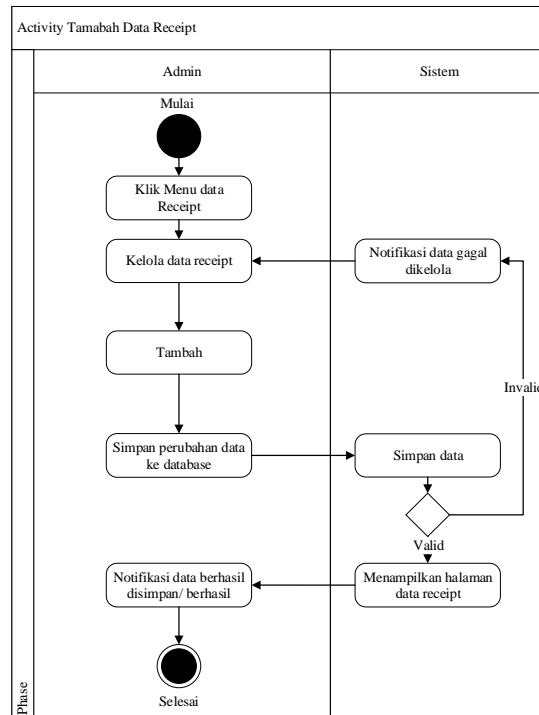 Activity Tamabah Data Receipt
Admin
Sistem
Mulai
Klik Menu data
Receipt
Kelola data receipt
Notifikasi data gagal
dikelola
Tambah
Invalid
Simpan perubahan data
ke database
Simpan data
Valid
Notifikasi data berhasil
disimpan/ berhasil
Menampilkan halaman
data receipt
Selesai
Phase